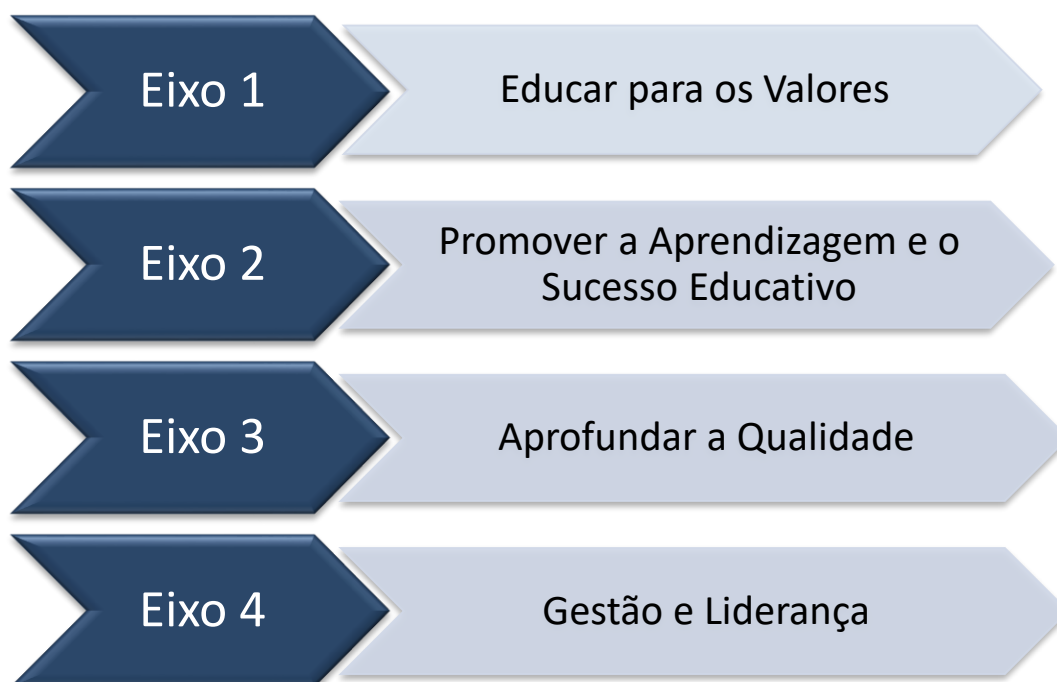 Eixo 1
Educar para os Valores
Eixo 2
Promover a Aprendizagem e o
Sucesso Educativo
Eixo 3
Aprofundar a Qualidade
Eixo 4
Gestão e Liderança